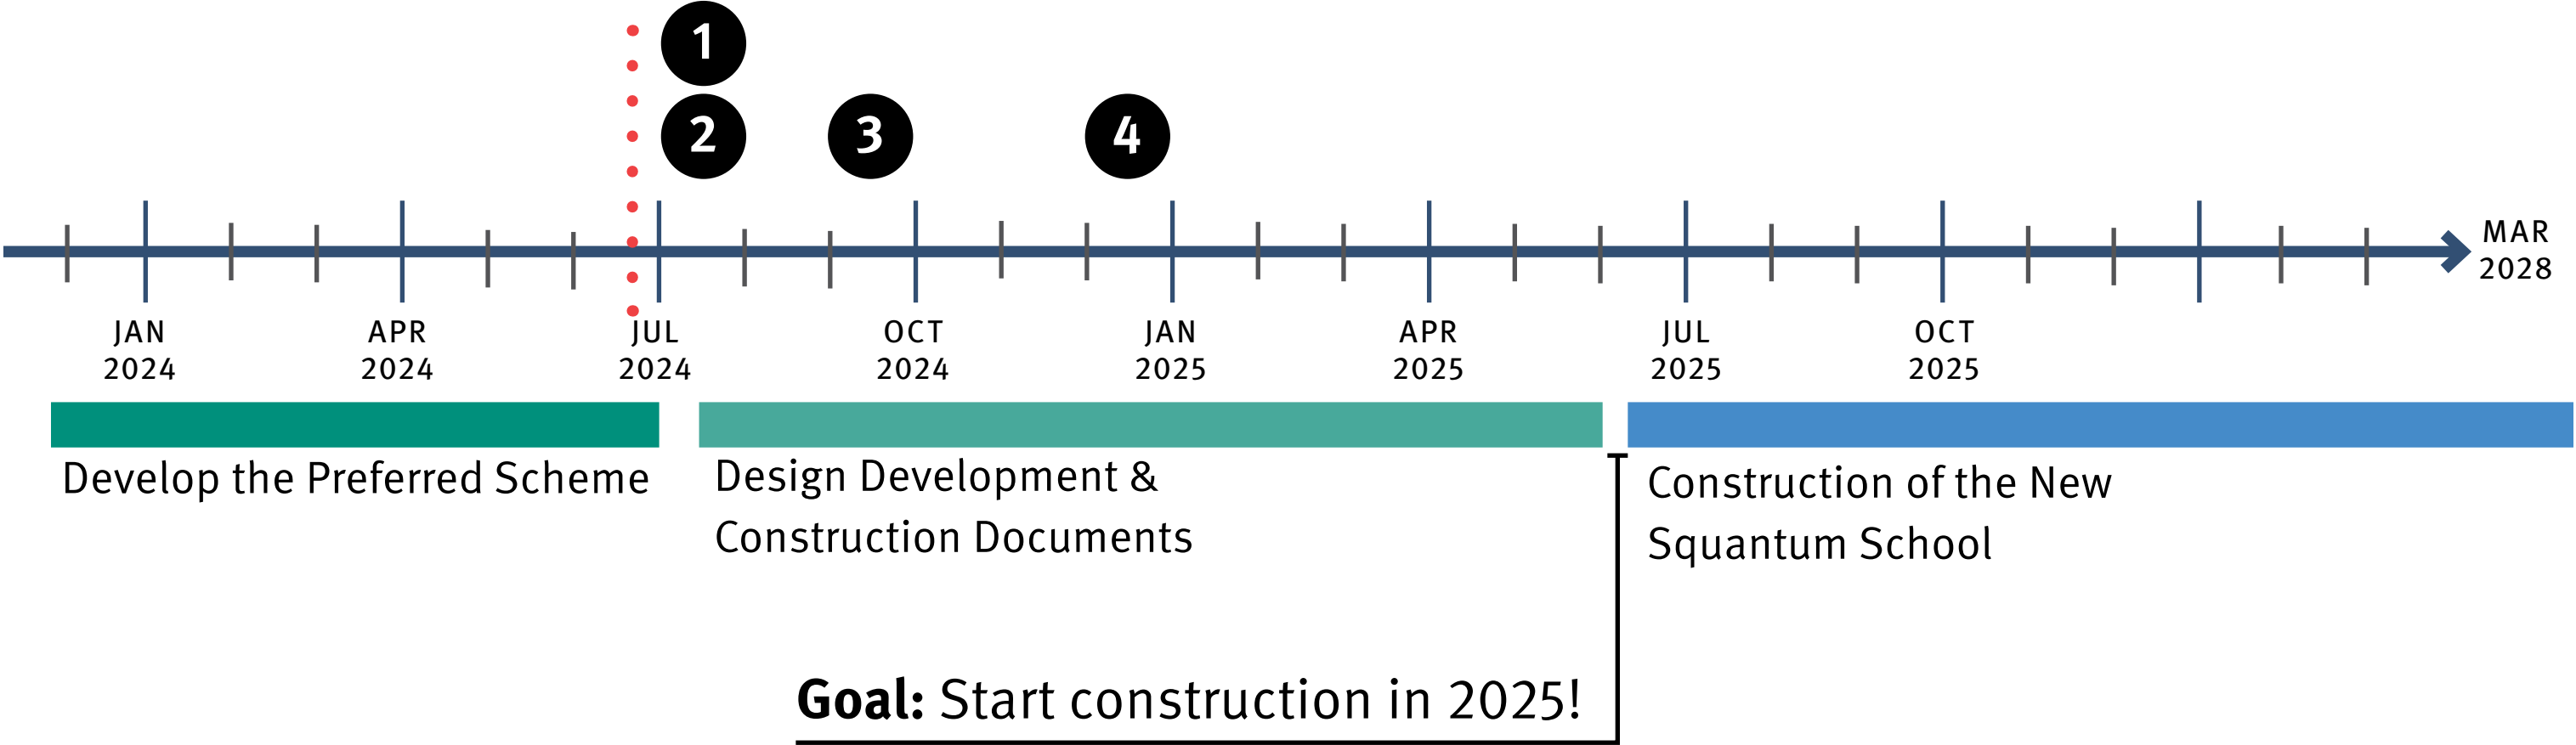 1
2
3
4
MAR
2028
JAN
2024
APR
2024
JUL
2024
OCT
2024
JAN
2025
APR
2025
JUL
2025
OCT
2025
Develop the Preferred Scheme
Design Development &
Construction Documents
Construction of the New
Squantum School
Goal: Start construction in 2025!